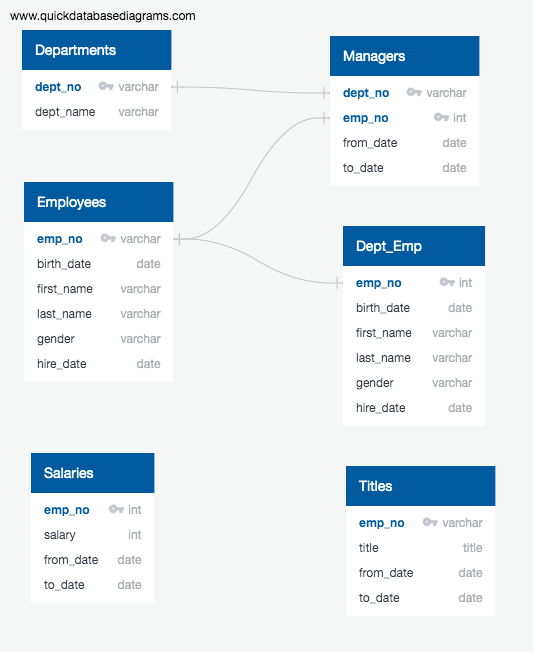 www.quickdatabasediagrams.com
Departments
dept_no varchar
dept_name varchar
Managers
dept_no varchar
emp_no int
from_date date
to_date date
Employees
emp_no varchar
birth_date date
first_name varchar
last_name varchar
gender varchar
hire_date date
Dept_Emp
emp_no int
birth_date date
first_name varchar
last_name varchar
gender varchar
hire_date date
Salaries
emp_no int
salary int
from_date date
to_date date
Titles
emp_no varchar
title title
from_date date
to_date date